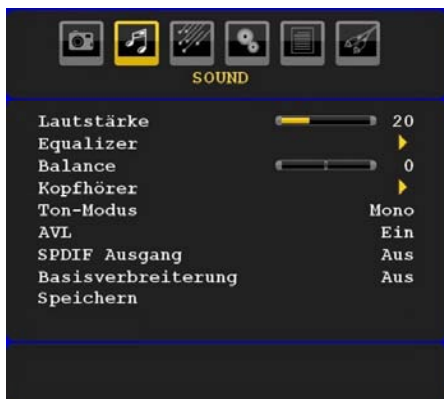 SOUND
Lautstärke 20
Equalizer
Balance 0
Kopfhörer
Ton-Modus Mono
AVL Ein
SPDIF Ausgang Aus
Basisverbreiterung Aus
Speichern